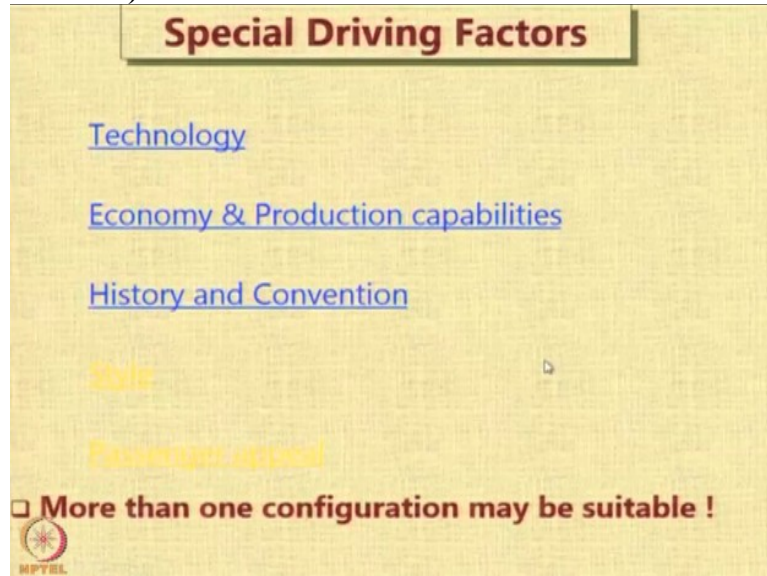 )
Special Driving Factors
Technology
Economy & Production capabilities
History and Convention
Style
Passenger appeal
More than one configuration may be suitable !
NPTEL